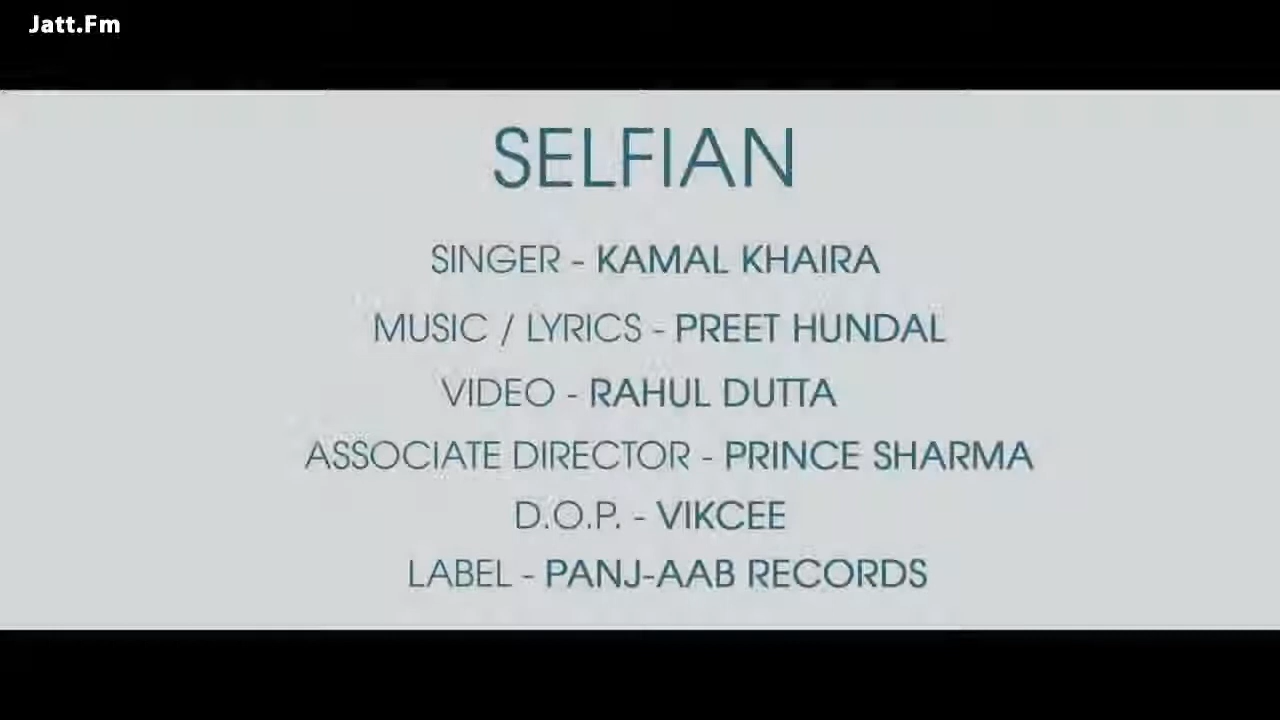 Jatt.Fm
SELFIAN
SINGER - KAMAL KHAIRA
MUSIC / LYRICS - PREET HUNDAL
VIDEO - RAHUL DUTTA
ASSOCIATE DIRECTOR - PRINCE SHARMA
D.O.P. - VIKCEE
LABEL - PANJ-AAB RECORDS